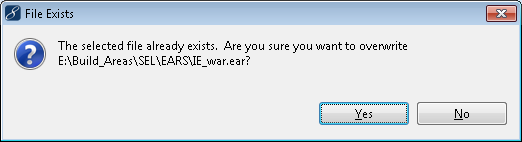 File Exists
The selected file already exists.  Are you sure you want to overwrite
E:\Build_Areas\SEL\EARS\IE_war.ear?
Yes
No